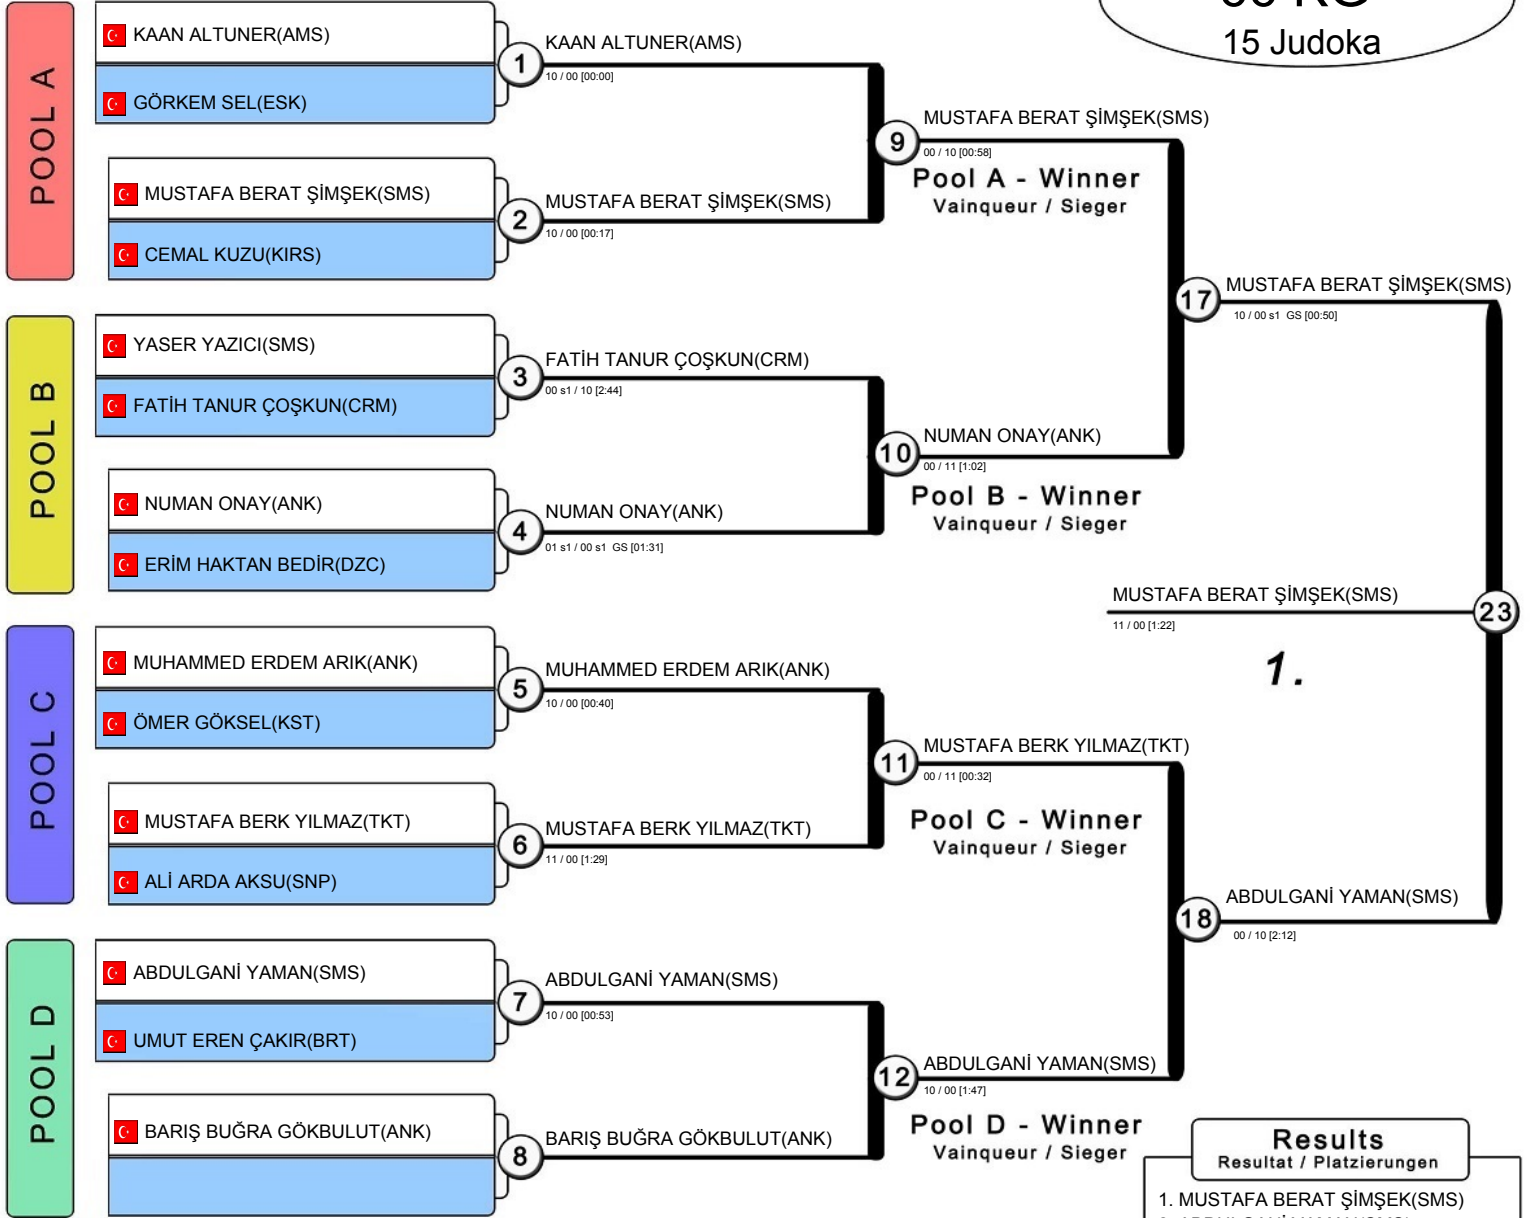 15 Judoka
POOL A
KAAN ALTUNER(AMS)
GÖRKEM SEL(ESK)
1
KAAN ALTUNER(AMS)
10 / 00 [00:00]
MUSTAFA BERAT ŞİMŞEK(SMS)
CEMAL KUZU(KIRS)
2
MUSTAFA BERAT ŞİMŞEK(SMS)
10 / 00 [00:17]
9
MUSTAFA BERAT ŞİMŞEK(SMS)
00 / 10 [00:58]
Pool A - Winner
Vainqueur / Sieger
POOL B
YASER YAZICI(SMS)
FATİH TANUR ÇOŞKUN(CRM)
3
FATİH TANUR ÇOŞKUN(CRM)
00 s1 / 10 [2:44]
NUMAN ONAY(ANK)
ERİM HAKTAN BEDİR(DZC)
4
NUMAN ONAY(ANK)
01 s1 / 00 s1 GS [01:31]
10
NUMAN ONAY(ANK)
00 / 11 [1:02]
Pool B - Winner
Vainqueur / Sieger
17
MUSTAFA BERAT ŞİMŞEK(SMS)
10 / 00 s1 GS [00:50]
POOL C
MUHAMMED ERDEM ARIK(ANK)
ÖMER GÖKSEL(KST)
5
MUHAMMED ERDEM ARIK(ANK)
10 / 00 [00:40]
MUSTAFA BERK YILMAZ(TKT)
ALİ ARDA AKSU(SNP)
6
MUSTAFA BERK YILMAZ(TKT)
11 / 00 [1:29]
11
MUSTAFA BERK YILMAZ(TKT)
00 / 11 [00:32]
Pool C - Winner
Vainqueur / Sieger
POOL D
ABDULGANİ YAMAN(SMS)
UMUT EREN ÇAKIR(BRT)
7
ABDULGANİ YAMAN(SMS)
10 / 00 [00:53]
BARIŞ BUĞRA GÖKBULUT(ANK)
8
BARIŞ BUĞRA GÖKBULUT(ANK)
12
ABDULGANİ YAMAN(SMS)
10 / 00 [1:47]
Pool D - Winner
Vainqueur / Sieger
18
ABDULGANİ YAMAN(SMS)
00 / 10 [2:12]
MUSTAFA BERAT ŞİMŞEK(SMS)
11 / 00 [1:22]
23
1.
Results
Resultat / Platzierungen
1. MUSTAFA BERAT ŞİMŞEK(SMS)